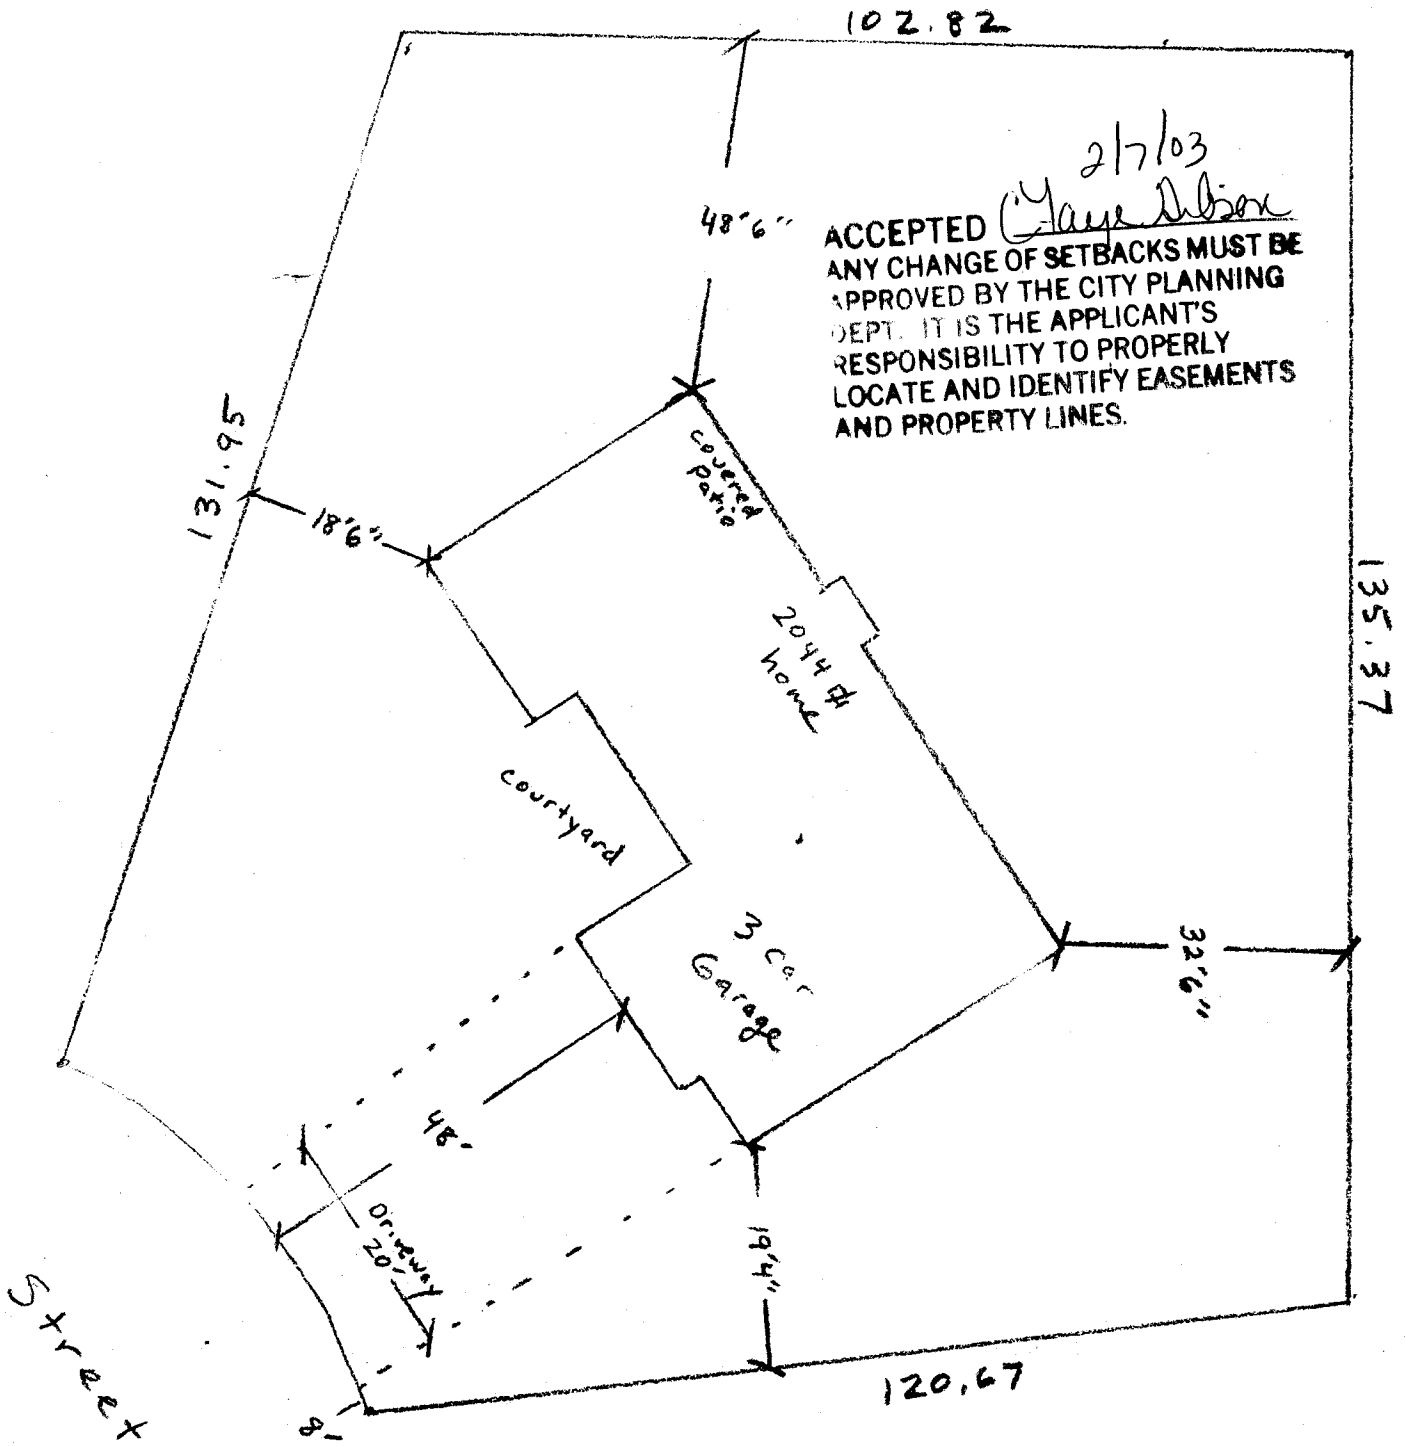 102.82
2/7/03
ACCEPTED Faye Gibson
ANY CHANGE OF SETBACKS MUST BE
APPROVED BY THE CITY PLANNING
DEPT. IT IS THE APPLICANT'S
RESPONSIBILITY TO PROPERLY
LOCATE AND IDENTIFY EASEMENTS
AND PROPERTY LINES.
48'6"
131.95
18'6"
covered
patio
2044 ⌗
home
135.37
courtyard
3 car
Garage
32'6"
48'
Driveway
20'
19'4"
Street
120.67
8'